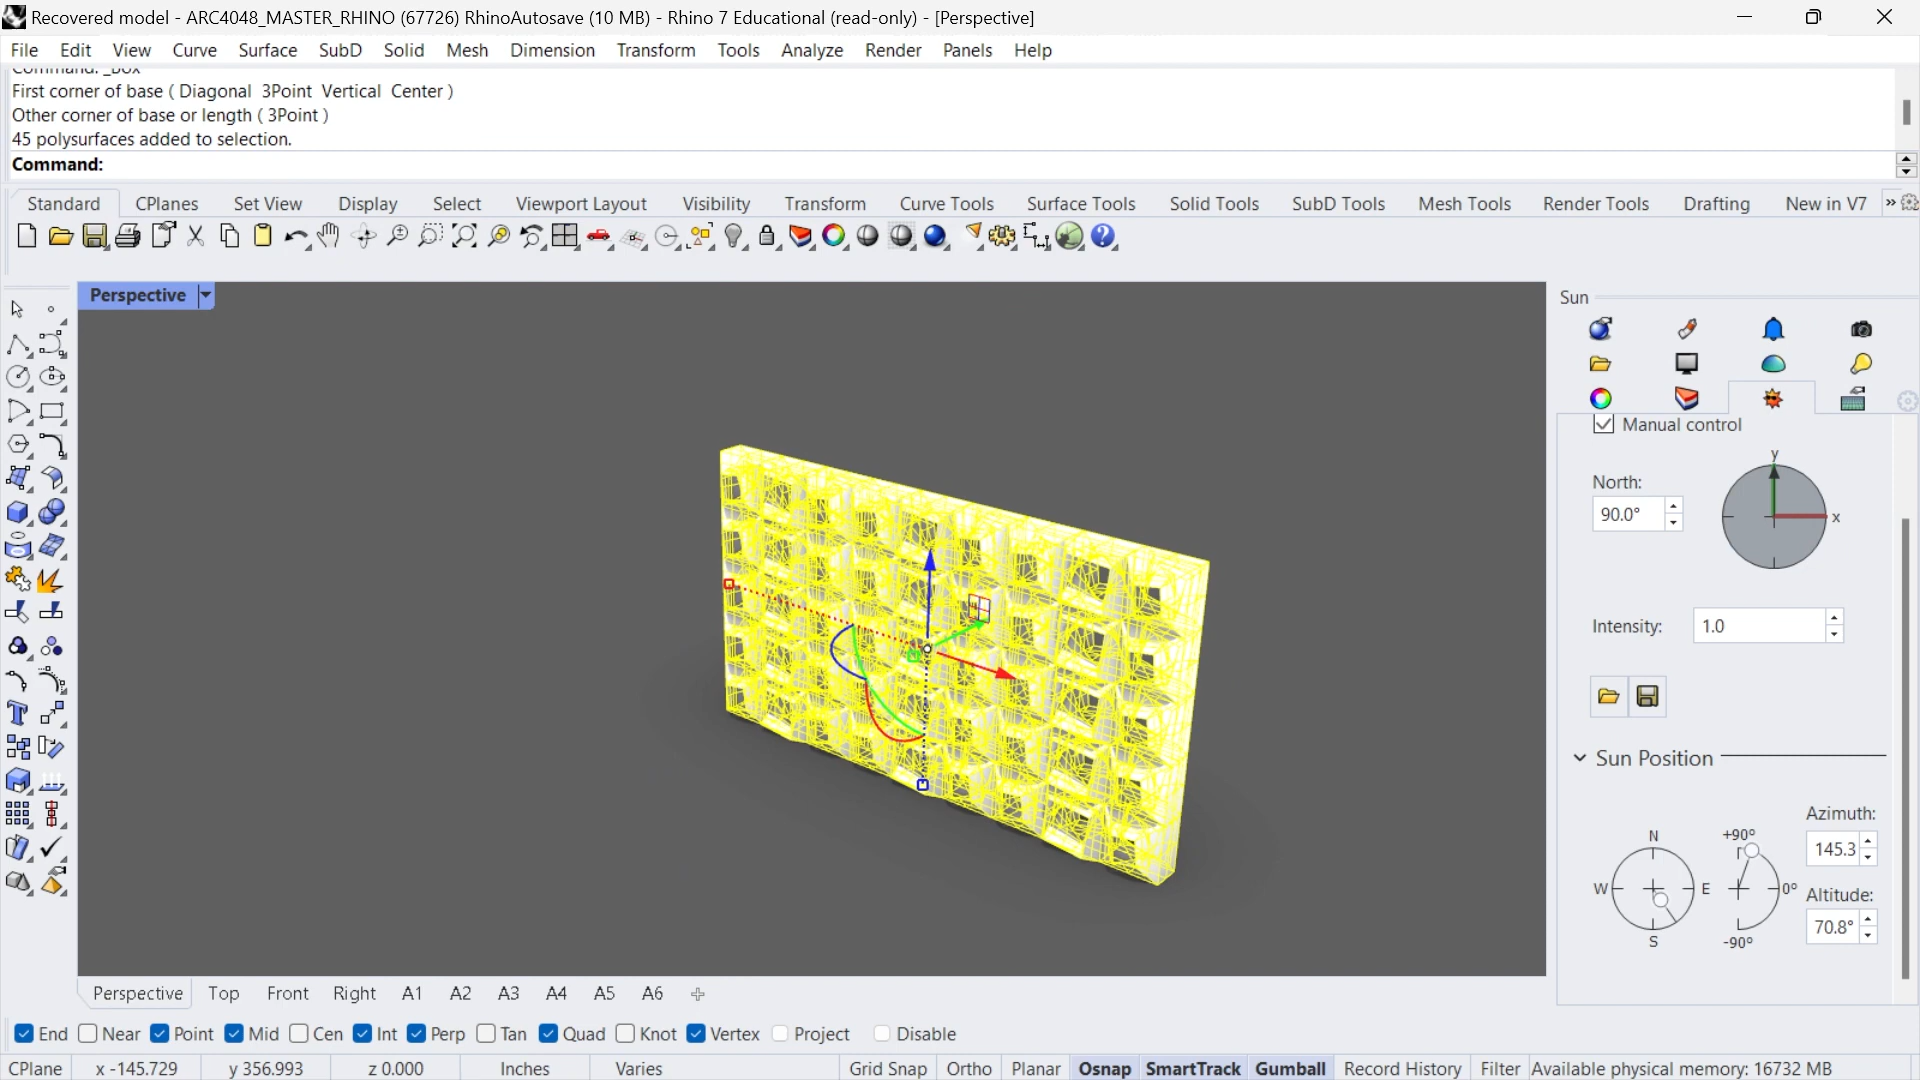 Recovered model - ARC4048_MASTER_RHINO (67726) RhinoAutosave (10 MB) - Rhino 7 Educational (read-only) - [Perspective]
File Edit View Curve Surface SubD Solid Mesh Dimension Transform Tools Analyze Render Panels Help
Command: _Box
First corner of base ( Diagonal 3Point Vertical Center )
Other corner of base or length ( 3Point )
45 polysurfaces added to selection.
Command:
Standard CPlanes Set View Display Select Viewport Layout Visibility Transform Curve Tools Surface Tools Solid Tools SubD Tools Mesh Tools Render Tools Drafting New in V7 »
Perspective
Sun
Manual control
y
North:
90.0°
x
Intensity: 1.0
Sun Position
Azimuth:
N +90° 145.3
W E 0° Altitude:
70.8°
S -90°
Perspective Top Front Right A1 A2 A3 A4 A5 A6
End Near Point Mid Cen Int Perp Tan Quad Knot Vertex Project Disable
CPlane x -145.729 y 356.993 z 0.000 Inches Varies Grid Snap Ortho Planar Osnap SmartTrack Gumball Record History Filter Available physical memory: 16732 MB